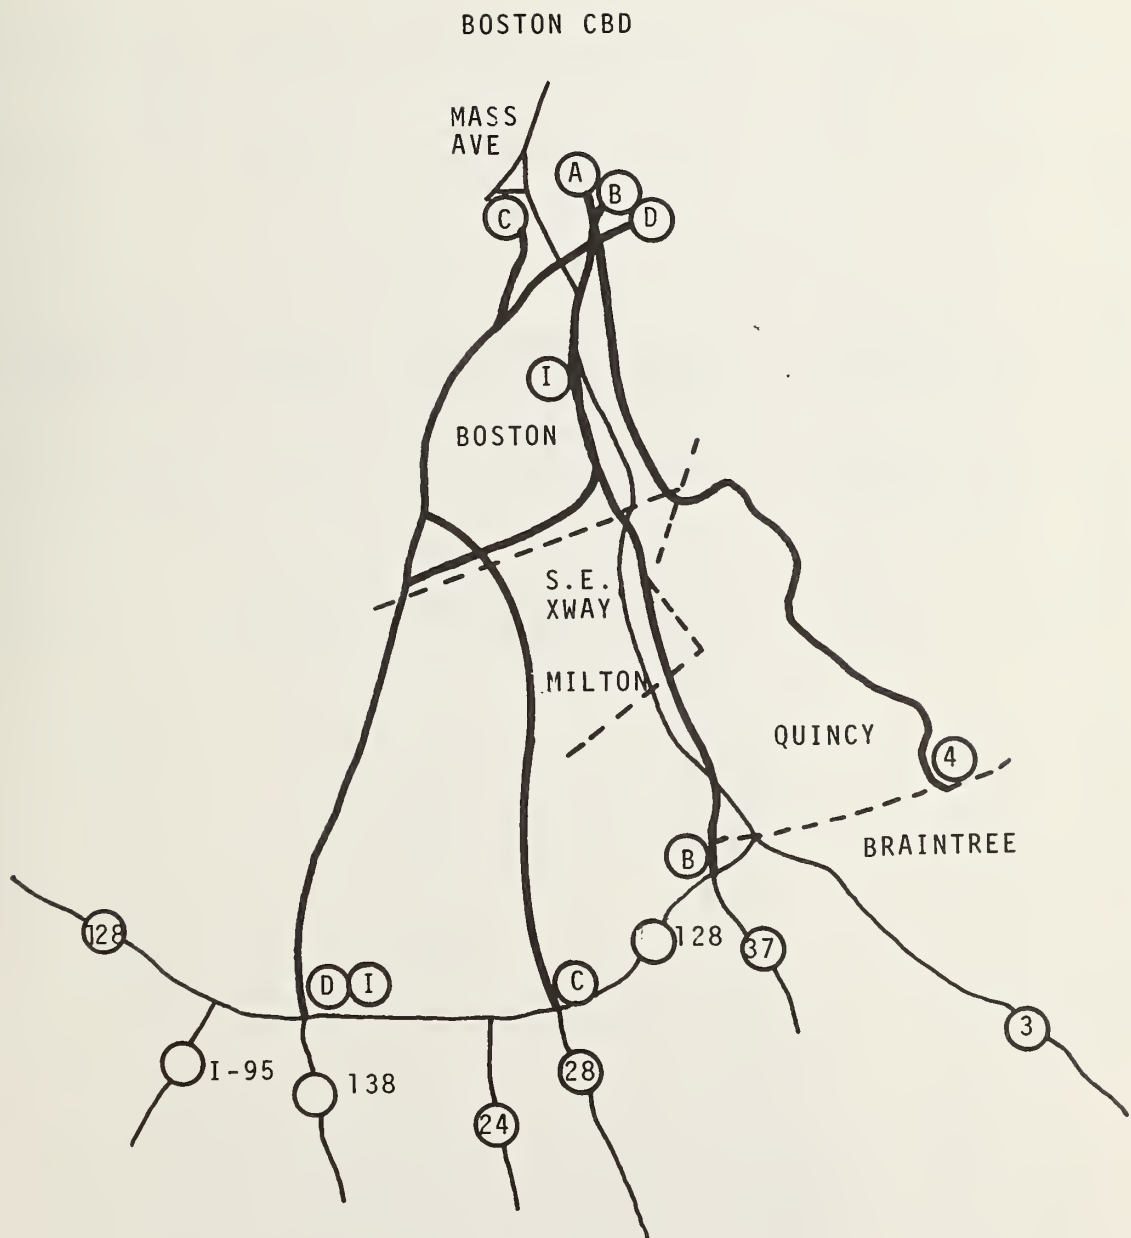 BOSTON CBD
MASS
AVE
A
B
C
D
I
BOSTON
S.E.
XWAY
MILTON
QUINCY
4
BRAINTREE
B
128
128
37
D
I
C
3
I-95
138
28
24